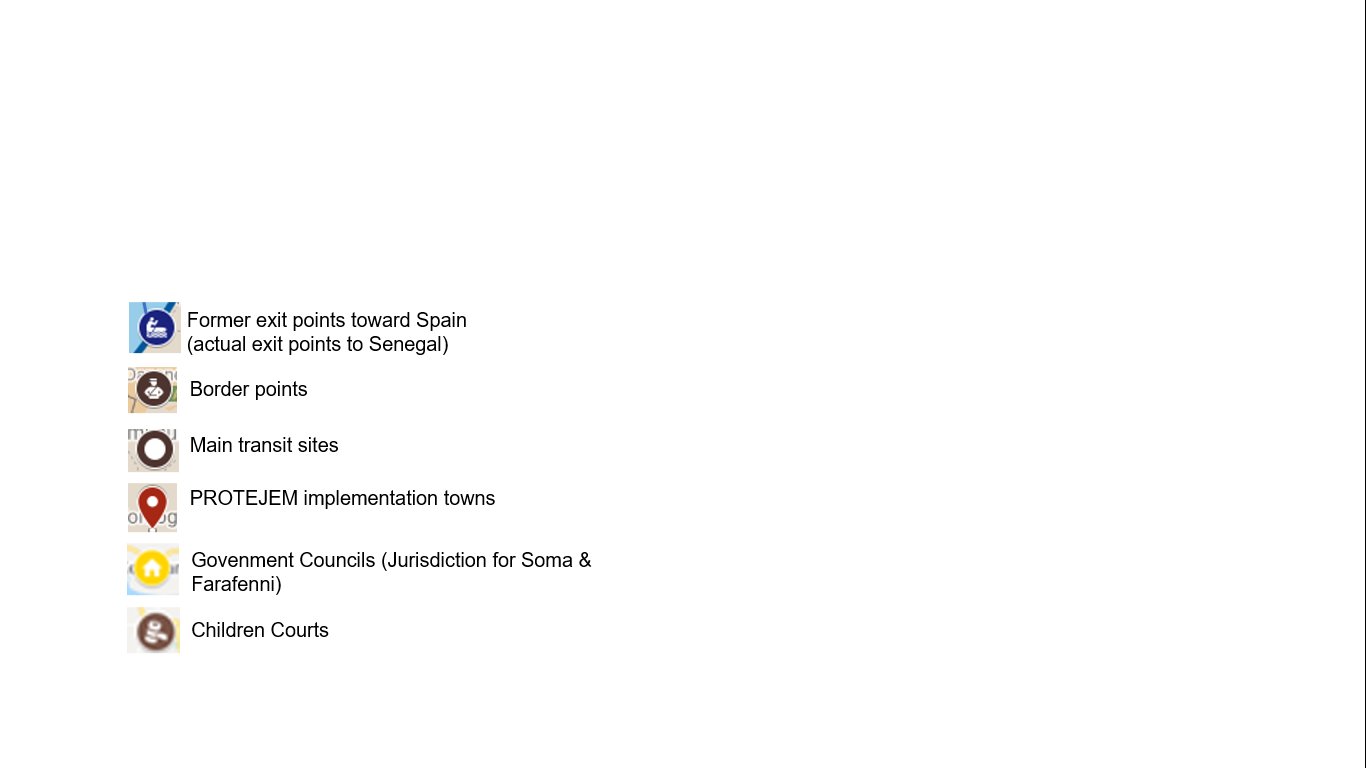 Former exit points toward Spain
(actual exit points to Senegal)
Border points
Main transit sites
PROTEJEM implementation towns
Govenment Councils (Jurisdiction for Soma &
Farafenni)
Children Courts